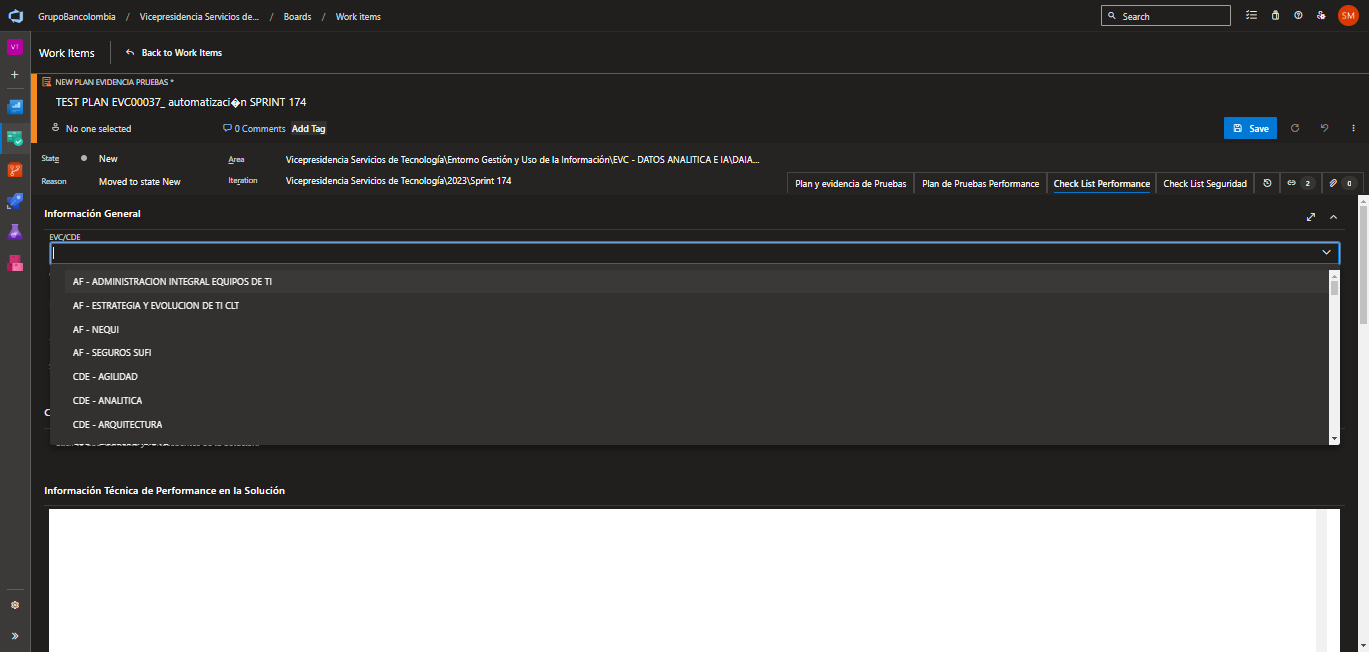 GrupoBancolombia / Vicepresidencia Servicios de... / Boards / Work items
Search
SM
VT
Work Items
Back to Work Items
NEW PLAN EVIDENCIA PRUEBAS *
TEST PLAN EVC00037_ automatizaci�n SPRINT 174
No one selected
0 Comments
Add Tag
Save
State
New
Area
Vicepresidencia Servicios de Tecnología\Entorno Gestión y Uso de la Información\EVC - DATOS ANALITICA E IA\DAIA...
Reason
Moved to state New
Iteration
Vicepresidencia Servicios de Tecnología\2023\Sprint 174
Plan y evidencia de Pruebas
Plan de Pruebas Performance
Check List Performance
Check List Seguridad
2
0
Información General
EVC/CDE
AF - ADMINISTRACION INTEGRAL EQUIPOS DE TI
AF - ESTRATEGIA Y EVOLUCION DE TI CLT
AF - NEQUI
AF - SEGUROS SUFI
CDE - AGILIDAD
CDE - ANALITICA
CDE - ARQUITECTURA
Información Técnica de Performance en la Solución